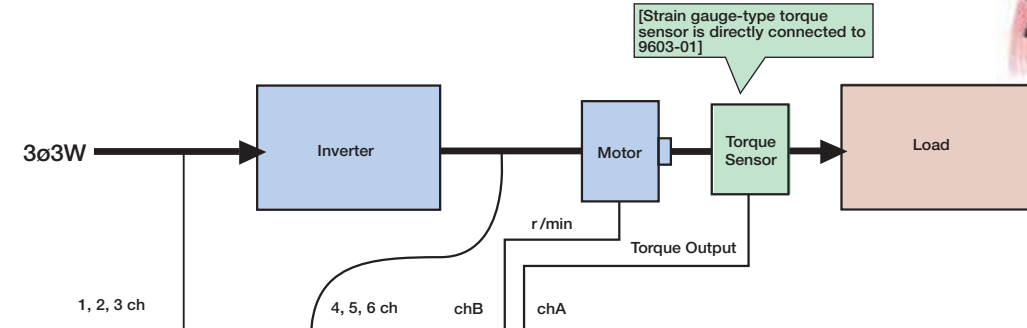 [Strain gauge-type torque
sensor is directly connected to
9603-01]
3ø3W
Inverter
Motor
Torque
Sensor
Load
r/min
Torque Output
1, 2, 3 ch
4, 5, 6 ch
chB
chA